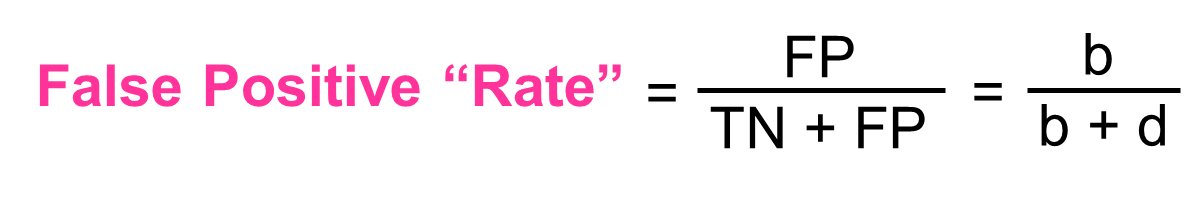 False Positive “Rate” = FP / TN + FP = b / b + d